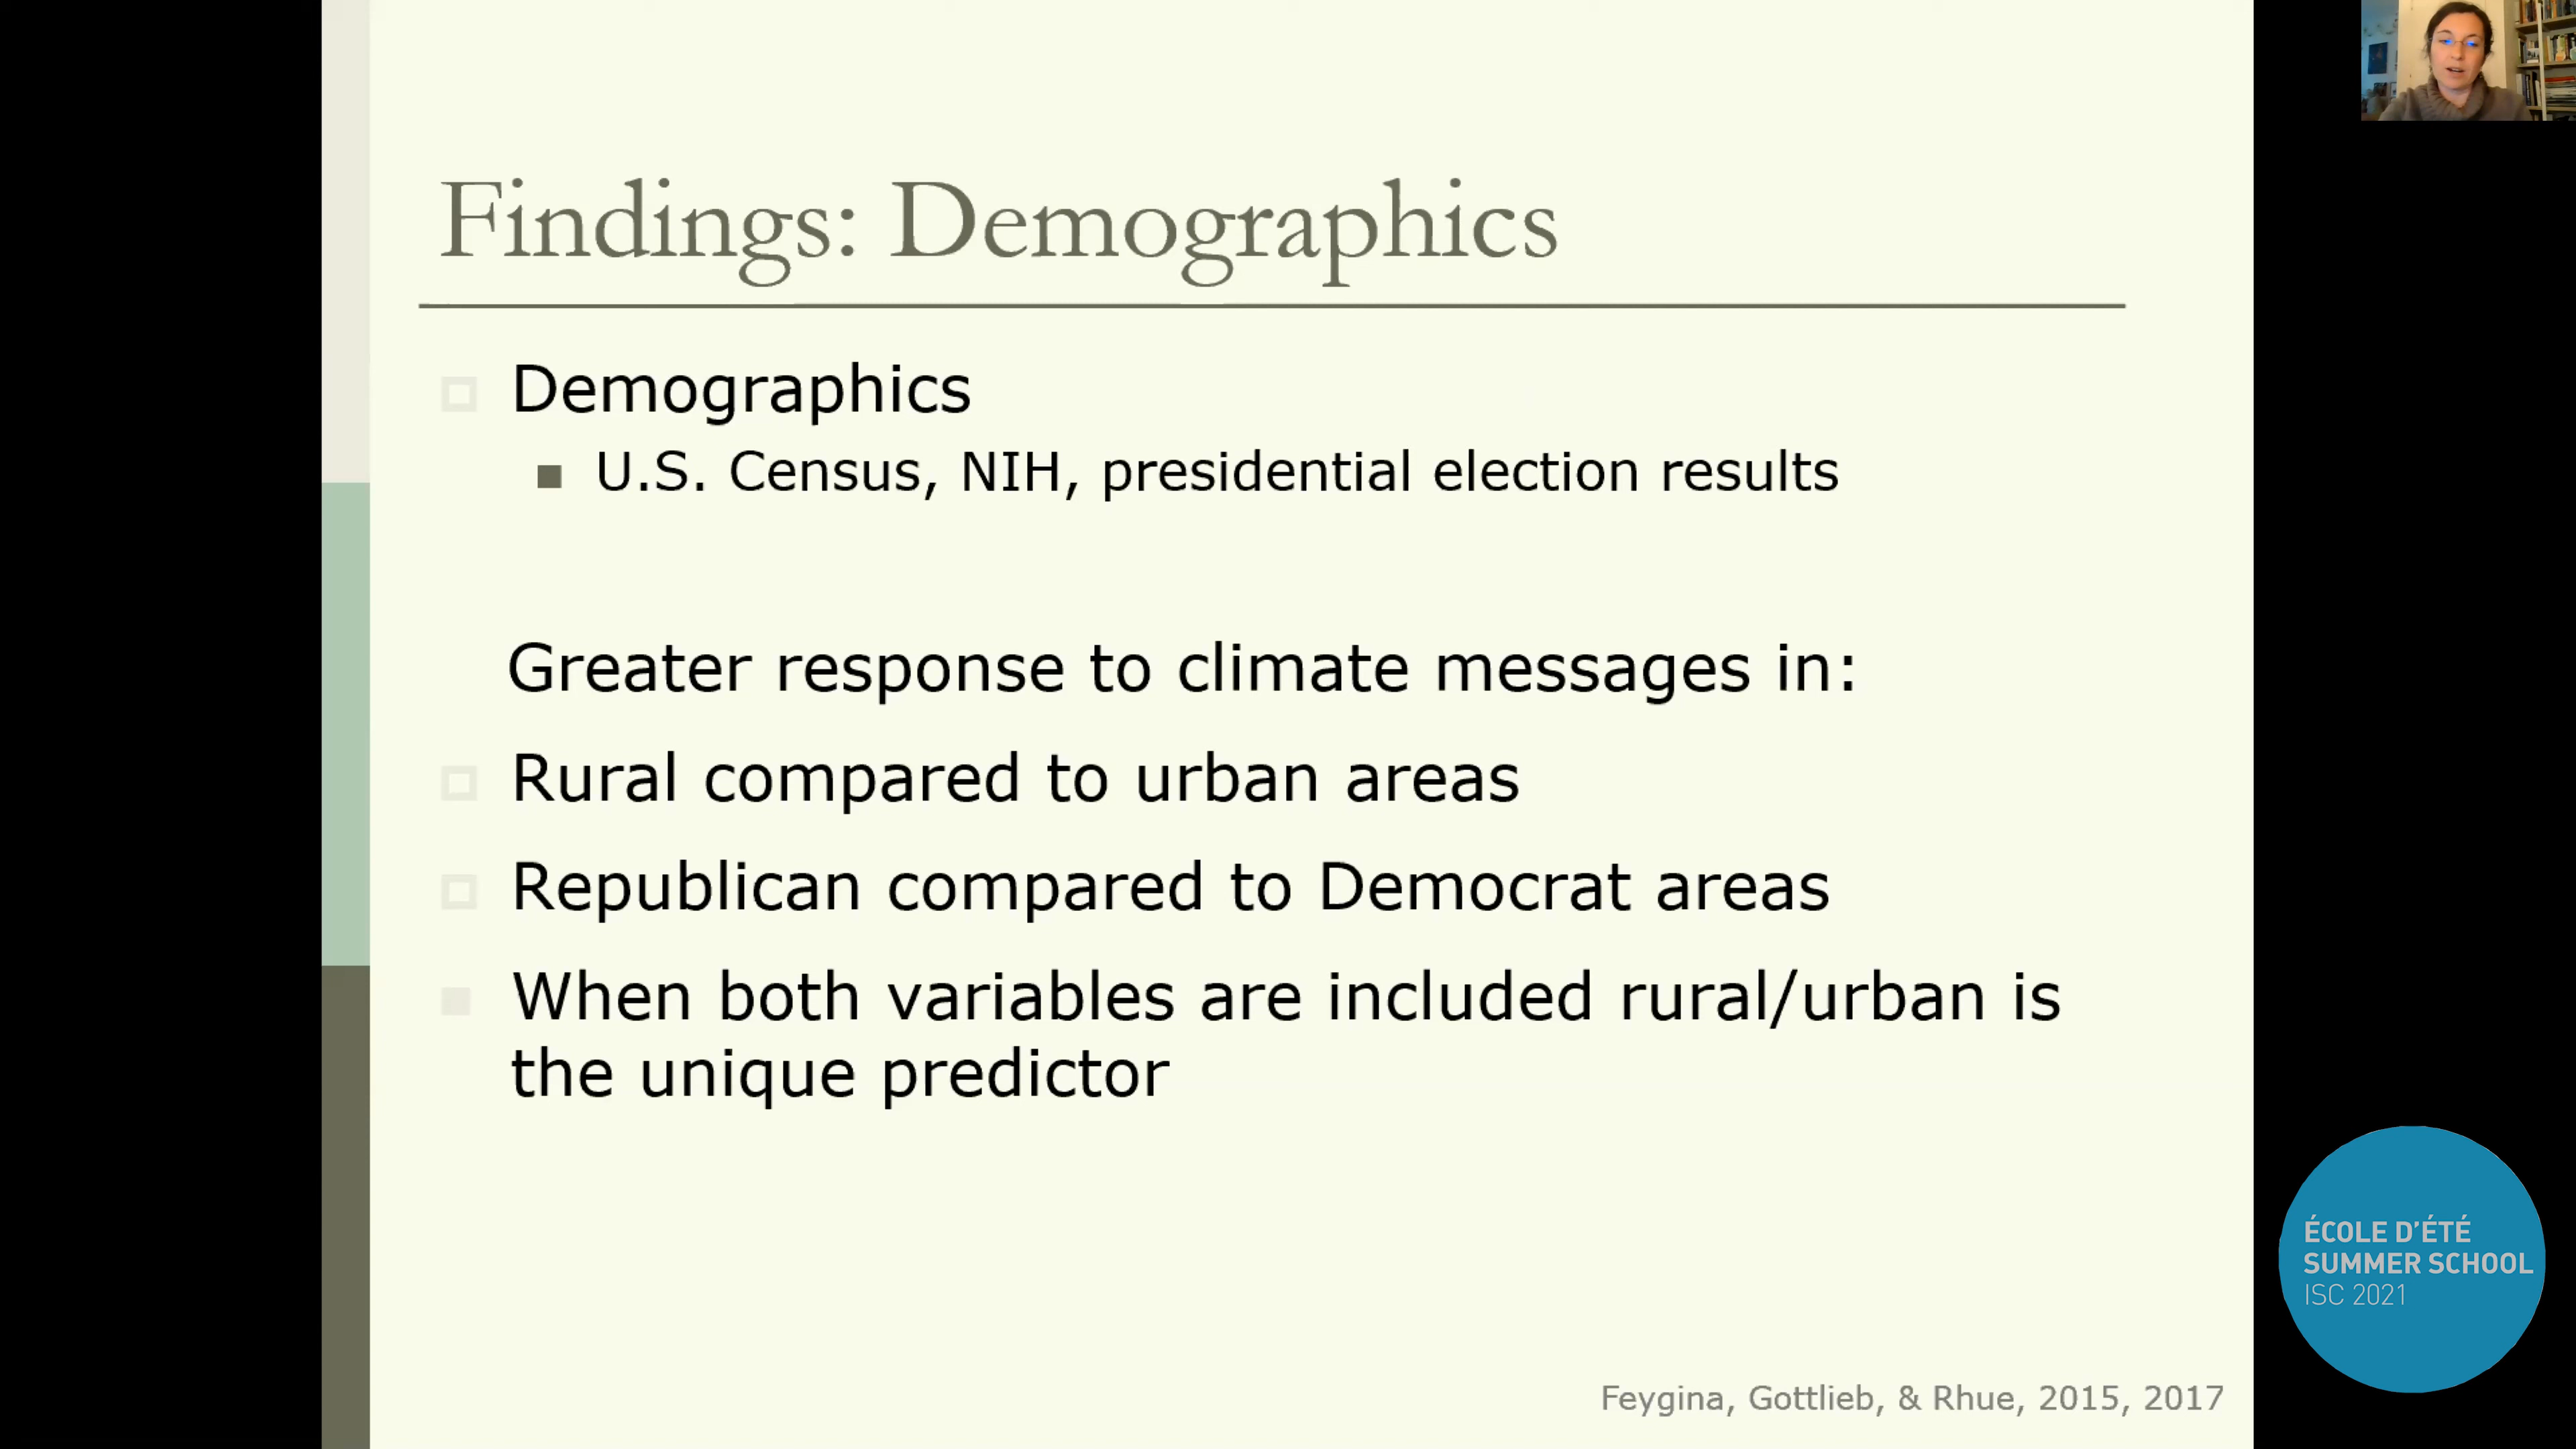 Findings: Demographics
Demographics
U.S. Census, NIH, presidential election results
Greater response to climate messages in:
Rural compared to urban areas
Republican compared to Democrat areas
When both variables are included rural/urban is
the unique predictor
Feygina, Gottlieb, & Rhue, 2015, 2017
ÉCOLE D'ÉTÉ
SUMMER SCHOOL
ISC 2021